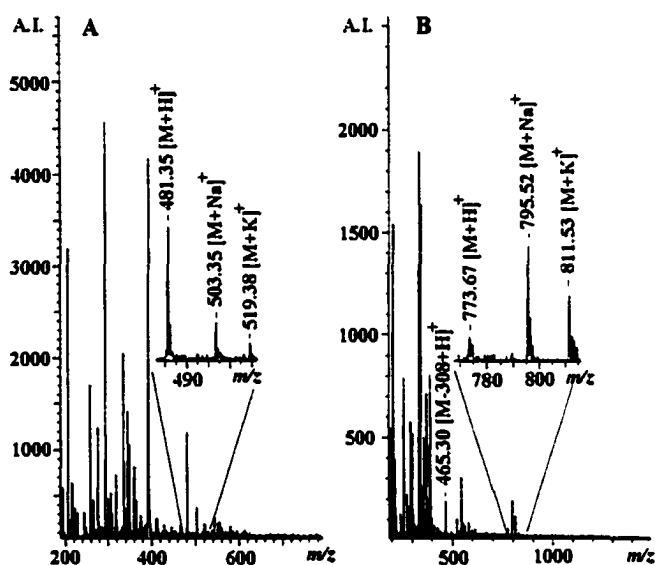 A.I. A
5000
4000
3000
2000
1000
481.35 [M+H]+
503.35 [M+Na]+
519.38 [M+K]+
490 m/z
200 400 600 m/z
A.I. B
2000
1500
1000
500
465.30 [M-308+H]+
773.67 [M+H]+
795.52 [M+Na]+
811.53 [M+K]+
780 800 m/z
500 1000 m/z